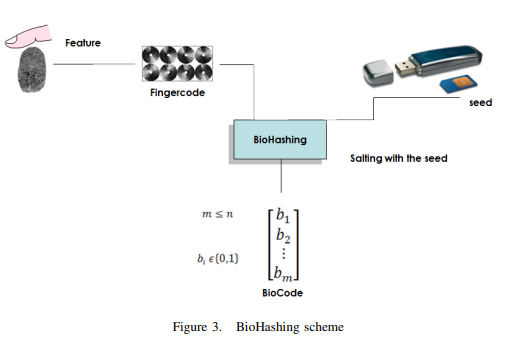 Feature
Fingercode
seed
BioHashing
Salting with the seed
m ≤ n
b₁
b₂
⋮
bᵢ ϵ{0,1}
bₘ
BioCode
Figure 3. BioHashing scheme